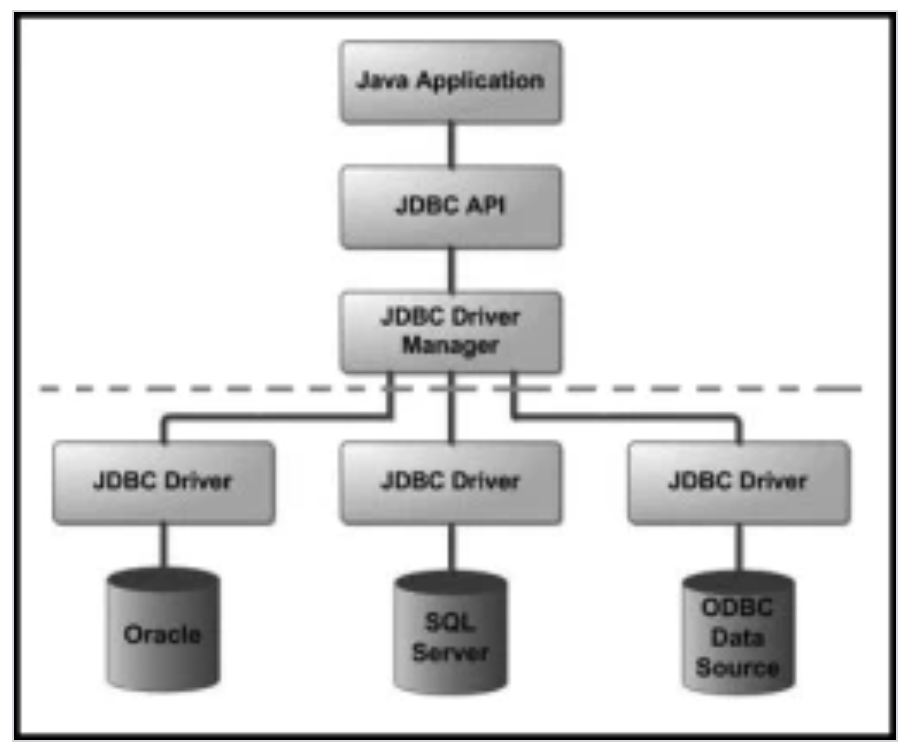 Java Application
JDBC API
JDBC Driver
Manager
JDBC Driver
JDBC Driver
JDBC Driver
Oracle
SQL
Server
ODBC
Data
Source